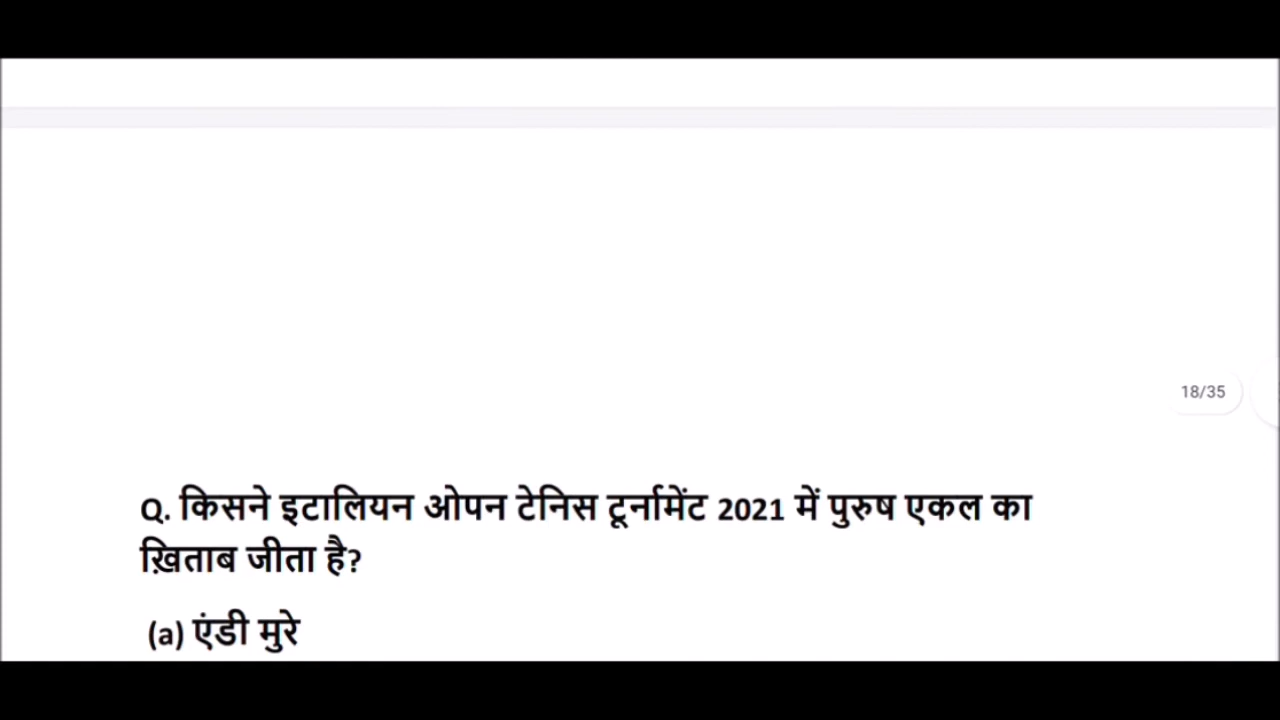 18/35
Q. किसने इटालियन ओपन टेनिस टूर्नामेंट 2021 में पुरुष एकल का
ख़िताब जीता है?
(a) एंडी मुरे